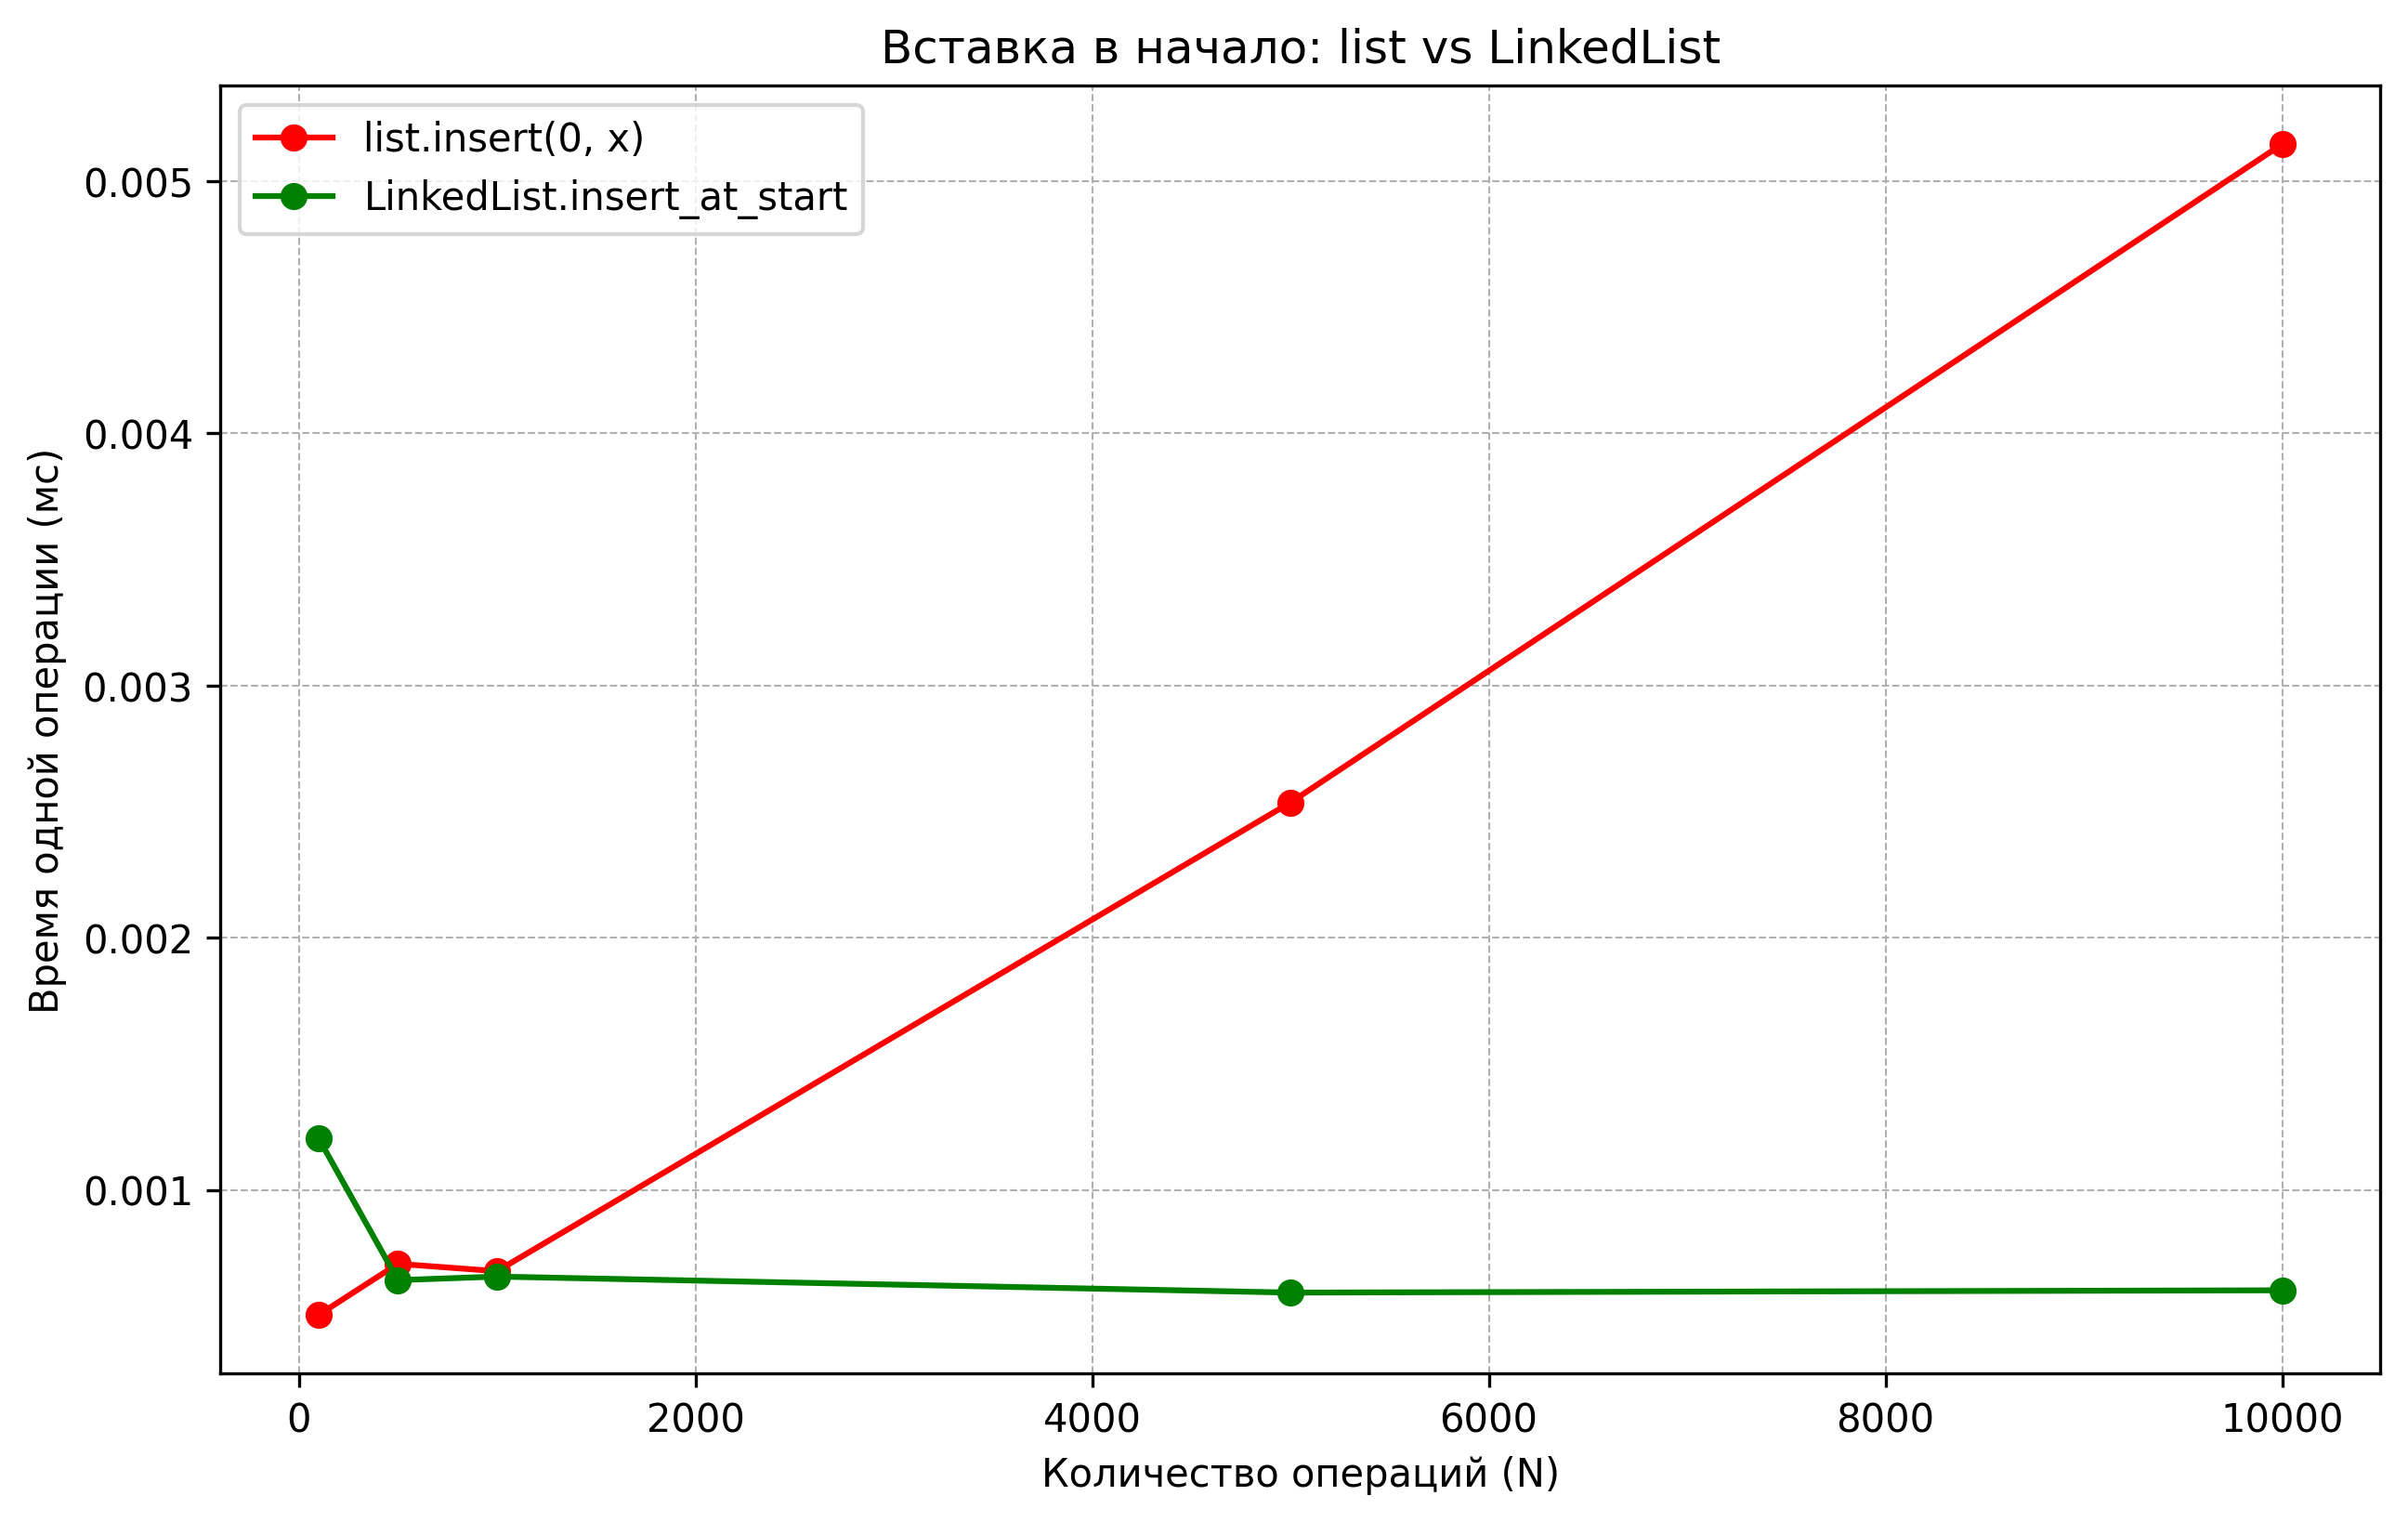 Вставка в начало: list vs LinkedList
list.insert(0, x)
LinkedList.insert_at_start
Время одной операции (мс)
0.005
0.004
0.003
0.002
0.001
0 2000 4000 6000 8000 10000
Количество операций (N)